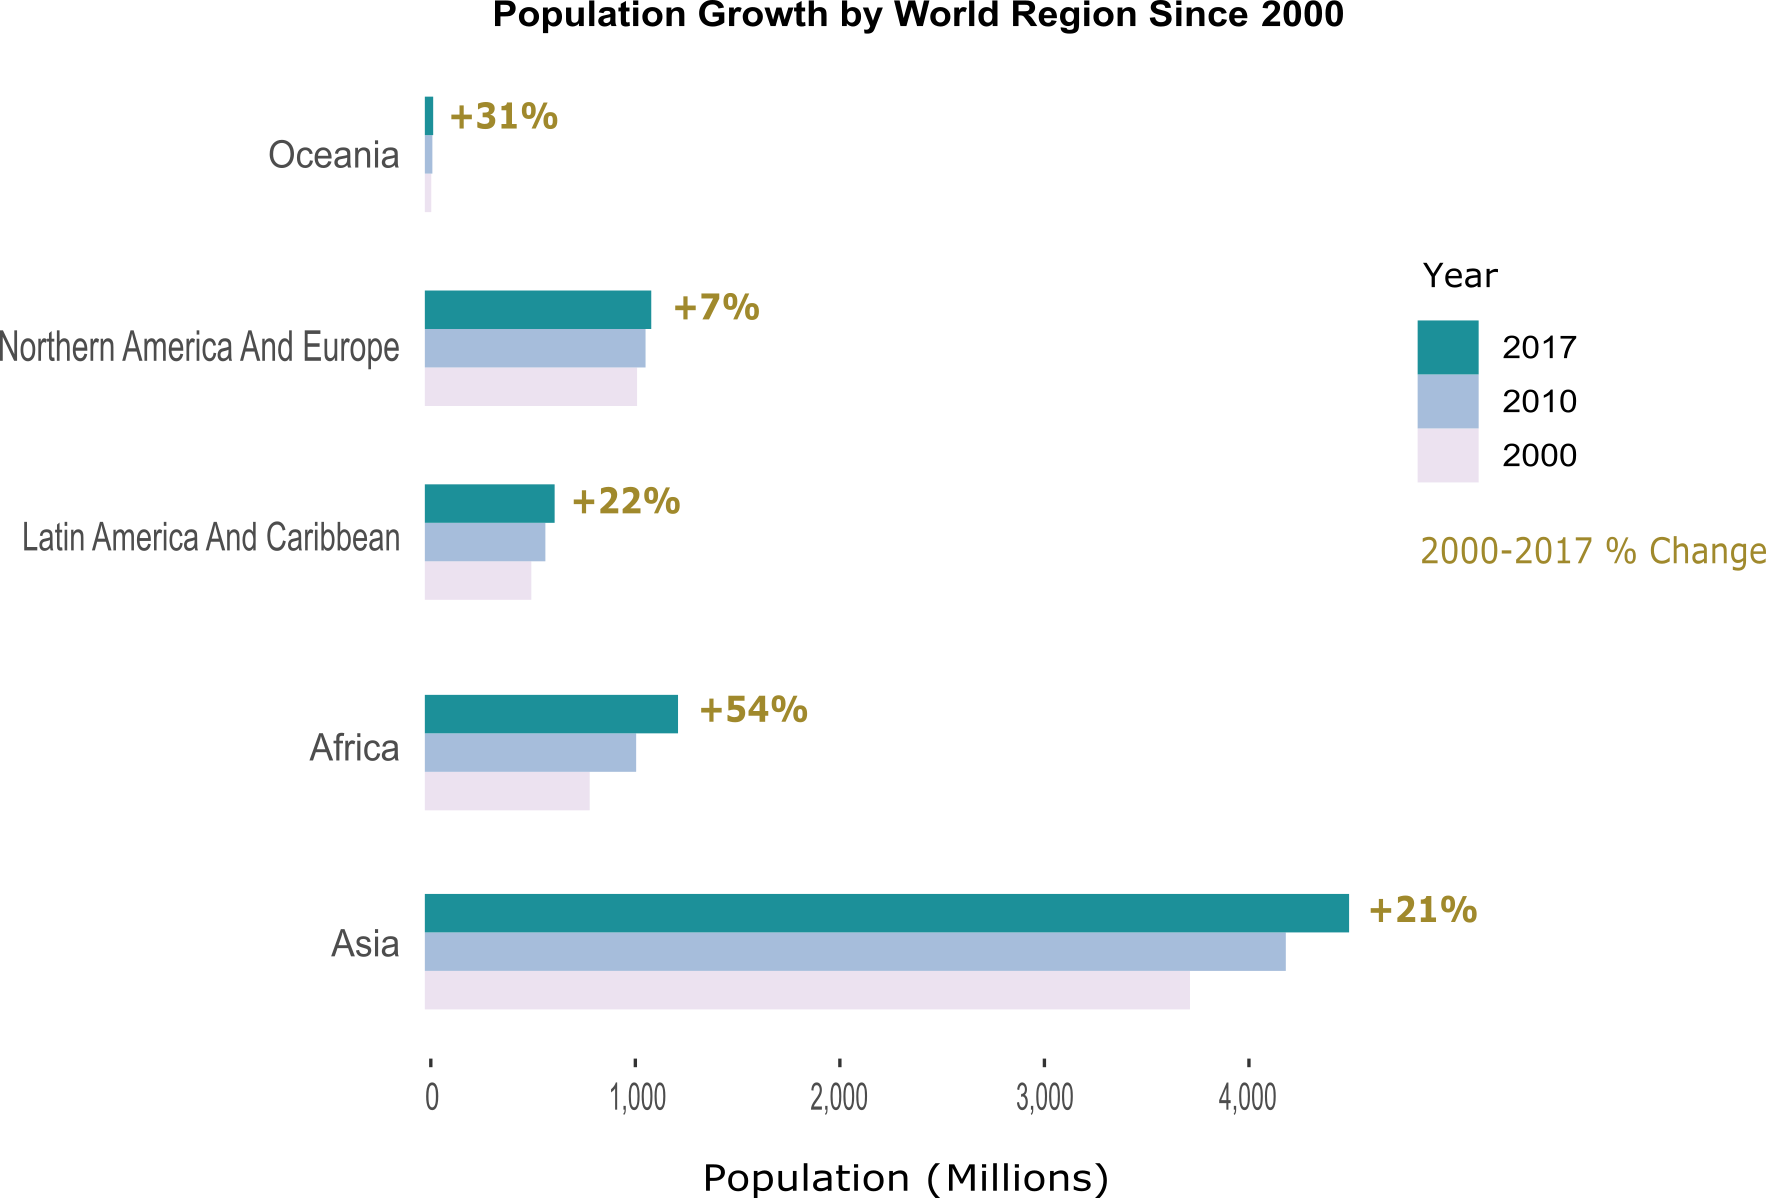 Population Growth by World Region Since 2000
Oceania
+31%
Northern America And Europe
+7%
Latin America And Caribbean
+22%
Africa
+54%
Asia
+21%
0
1,000
2,000
3,000
4,000
Population (Millions)
Year
2017
2010
2000
2000-2017 % Change